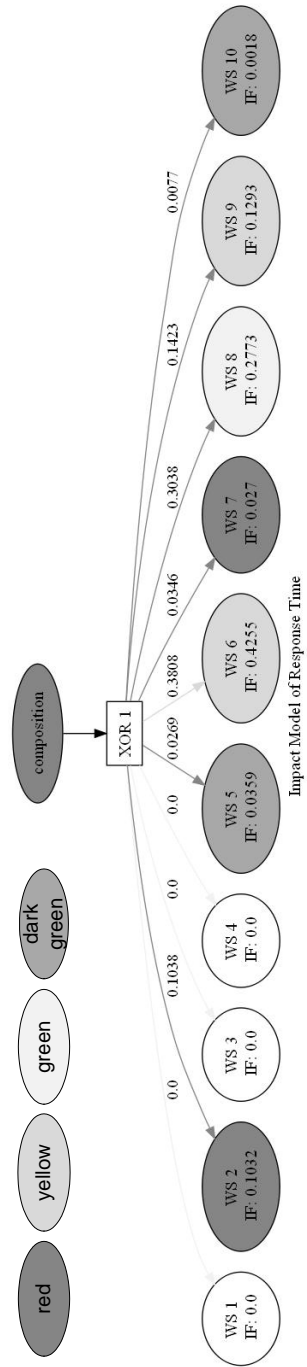 red
yellow
green
dark
green
composition
XOR 1
0.0
0.1038
0.0
0.0
0.0269
0.3808
0.0346
0.3038
0.1423
0.0077
WS 1
IF: 0.0
WS 2
IF: 0.1032
WS 3
IF: 0.0
WS 4
IF: 0.0
WS 5
IF: 0.0359
WS 6
IF: 0.4255
WS 7
IF: 0.027
WS 8
IF: 0.2773
WS 9
IF: 0.1293
WS 10
IF: 0.0018
Impact Model of Response Time